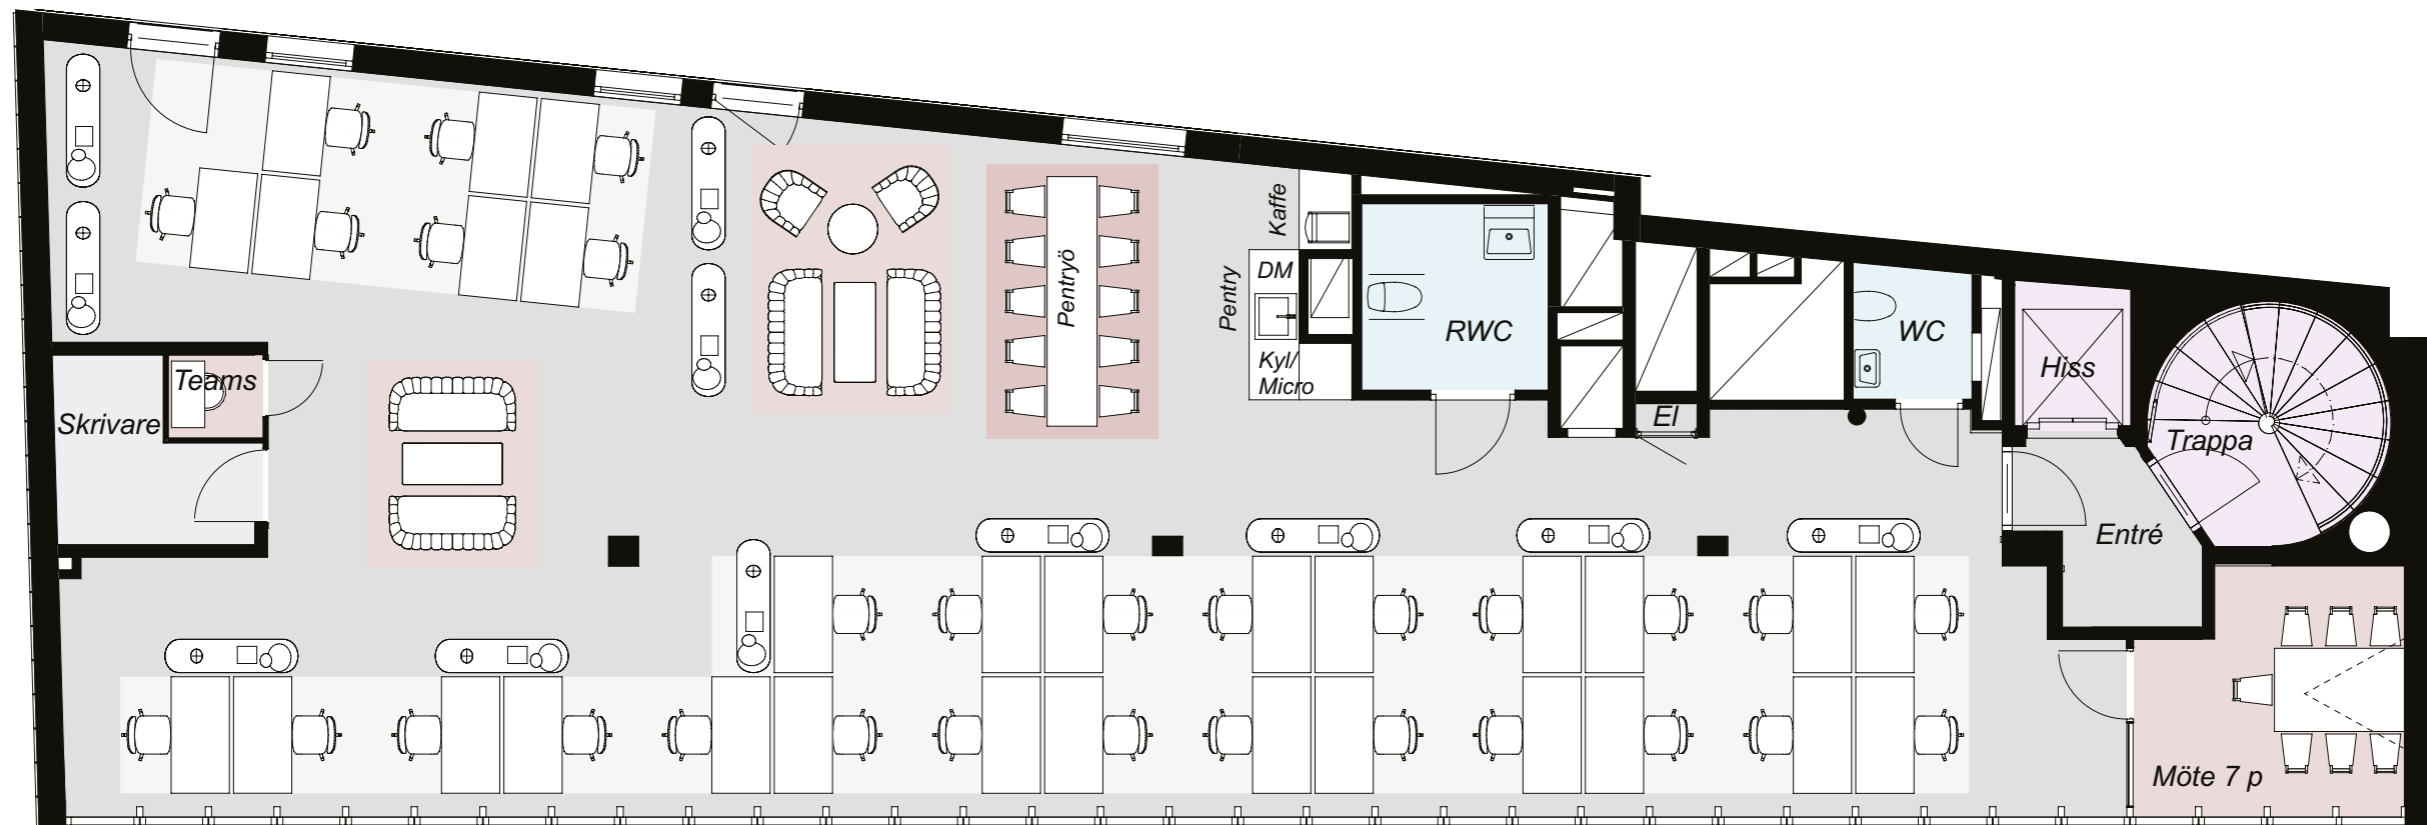 Kaffe
Pentryö
Pentry
DM
Kyl/
Micro
RWC
WC
Hiss
Teams
Skrivare
El
Trappa
Entré
Möte 7 p